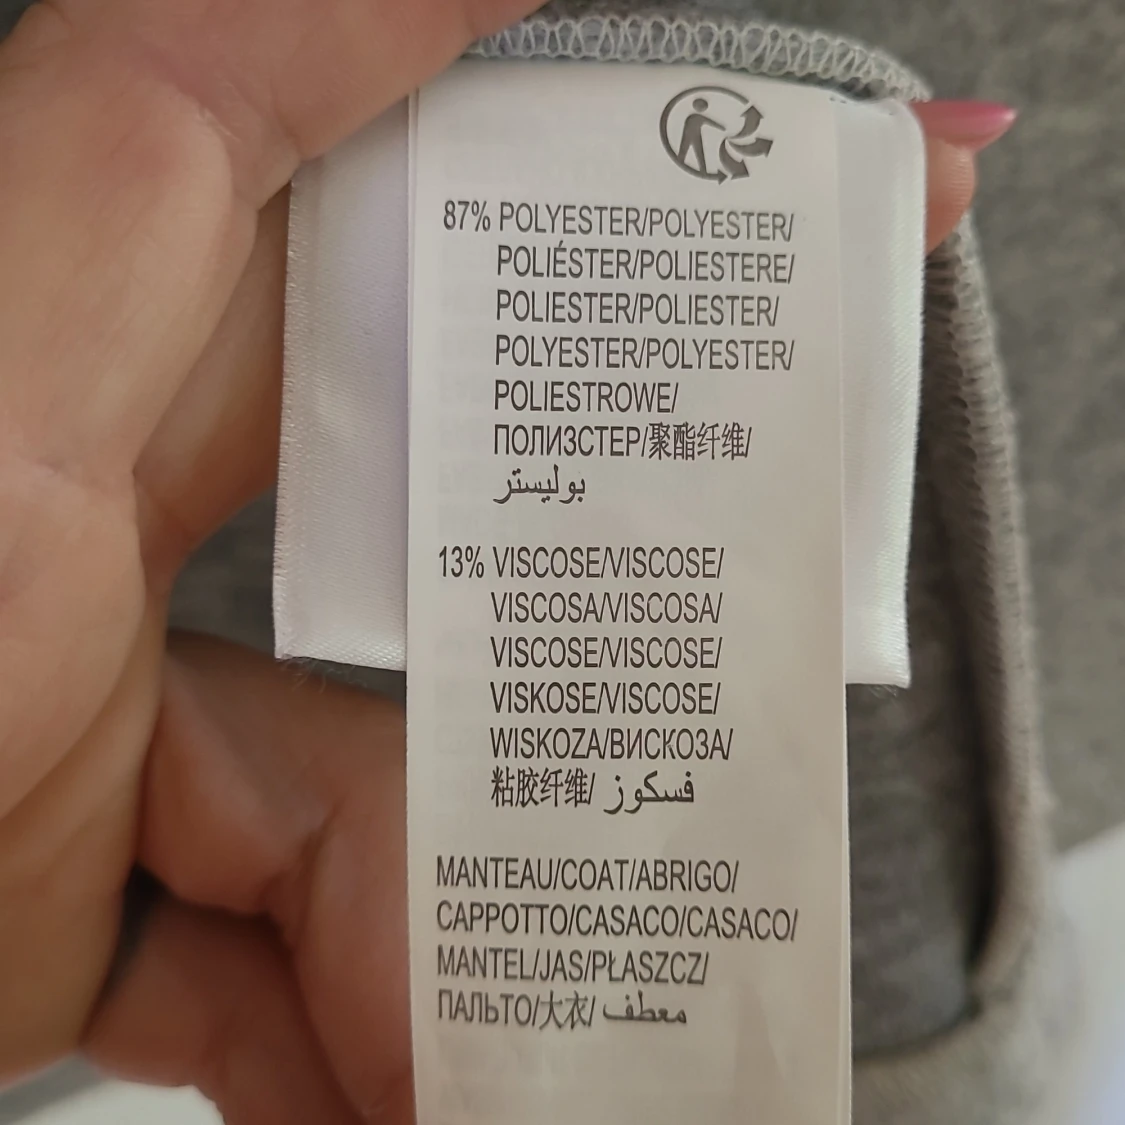 87% POLYESTER/POLYESTER/
POLIÉSTER/POLIESTERE/
POLIESTER/POLIESTER/
POLYESTER/POLYESTER/
POLIESTROWE/
ПОЛИЗСТЕР/聚酯纤维/
بوليستر
13% VISCOSE/VISCOSE/
VISCOSA/VISCOSA/
VISCOSE/VISCOSE/
VISKOSE/VISCOSE/
WISKOZA/ВИСКОЗА/
粘胶纤维/ فسكوز
MANTEAU/COAT/ABRIGO/
CAPPOTTO/CASACO/CASACO/
MANTEL/JAS/PŁASZCZ/
ПАЛЬТО/大衣/ معطف